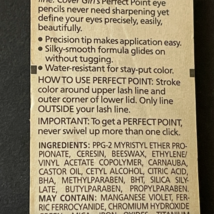 Cover Girl's Perfect Point eye
pencils never need sharpening yet
define your eyes precisely, easily,
beautifully.
• Precision tip makes application easy.
• Silky-smooth formula glides on
without tugging.
• Water-resistant for stay-put color.
HOW TO USE PERFECT POINT: Stroke
color around upper lash line and
outer corner of lower lid. Only line
OUTSIDE your lash line.
IMPORTANT: To get a PERFECT POINT,
never swivel up more than one click.
INGREDIENTS: PPG-2 MYRISTYL ETHER PRO-
PIONATE, CERESIN, BEESWAX, ETHYLENE/
VINYL ACETATE COPOLYMER, CARNAUBA,
CASTOR OIL, CETYL ALCOHOL, CITRIC ACID,
BHA, METHYLPARABEN, BHT, SILICA SILY-
LATE, BUTYLPARABEN, PROPYLPARABEN.
MAY CONTAIN: MANGANESE VIOLET, FER-
RIC FERROCYANIDE, CHROMIUM HYDROXIDE